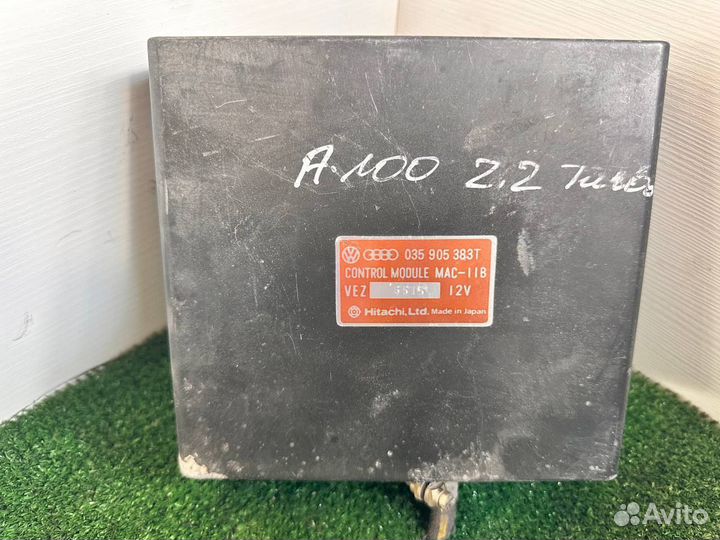 A.100 2.2 Turbo
035 905 383T
CONTROL MODULE MAC-11B
VEZ 12V
Hitachi, Ltd. Made in Japan
Avito